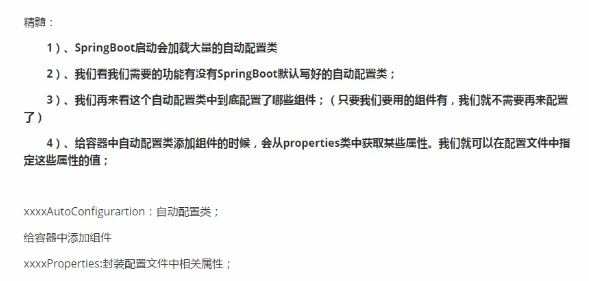 精髓：
1）、SpringBoot启动会加载大量的自动配置类
2）、我们看我们需要的功能有没有SpringBoot默认写好的自动配置类；
3）、我们再来看这个自动配置类中到底配置了哪些组件；（只要我们要用的组件有，我们就不需要再来配置
了）
4）、给容器中自动配置类添加组件的时候，会从properties类中获取某些属性。我们就可以在配置文件中指
定这些属性的值；
xxxxAutoConfigurartion：自动配置类；
给容器中添加组件
xxxxProperties:封装配置文件中相关属性；